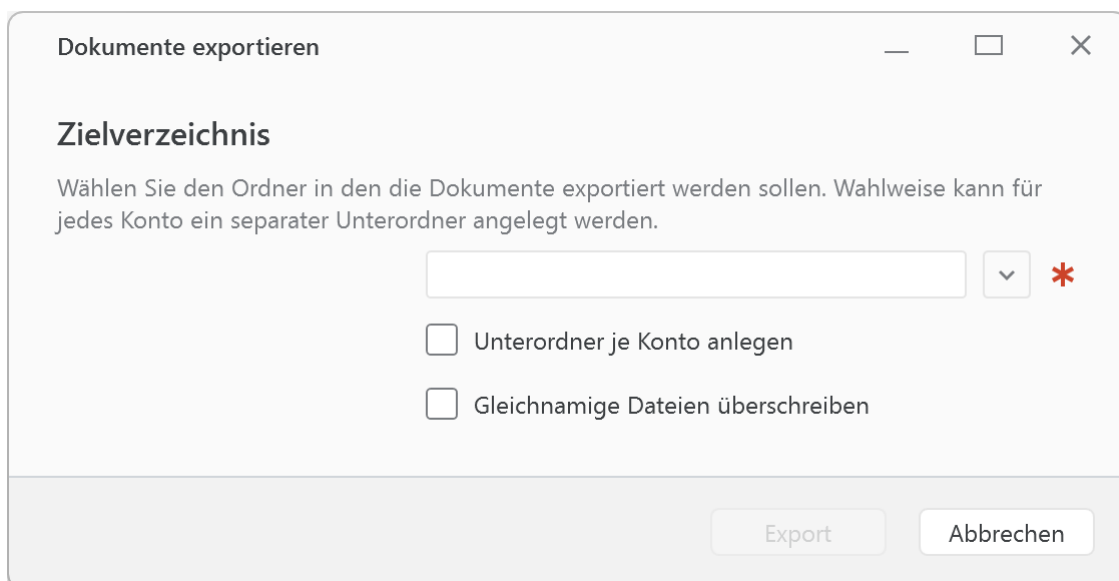 Dokumente exportieren
Zielverzeichnis
Wählen Sie den Ordner in den die Dokumente exportiert werden sollen. Wahlweise kann für
jedes Konto ein separater Unterordner angelegt werden.
Unterordner je Konto anlegen
Gleichnamige Dateien überschreiben
Export
Abbrechen